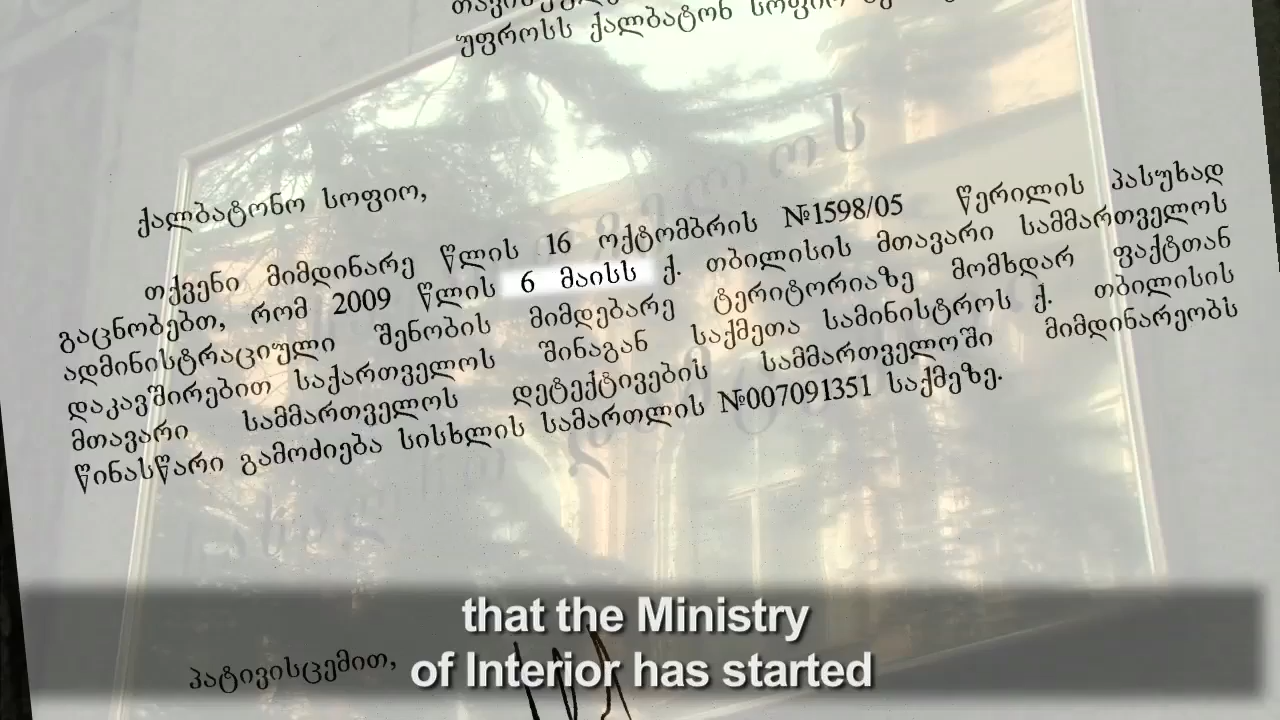 უფროსს ქალბატონ სოფიო
ქალბატონო სოფიო,
თქვენი მიმდინარე წლის 16 ოქტომბრის №1598/05 წერილის პასუხად
გაცნობებთ, რომ 2009 წლის 6 მაისს ქ. თბილისის მთავარი სამმართველოს
ადმინისტრაციული შენობის მიმდებარე ტერიტორიაზე მომხდარ ფაქტთან
დაკავშირებით საქართველოს შინაგან საქმეთა სამინისტროს ქ. თბილისის
მთავარი სამმართველოს დეტექტივების სამმართველოში მიმდინარეობს
წინასწარი გამოძიება სისხლის სამართლის №007091351 საქმეზე.
პატივისცემით,
that the Ministry
of Interior has started